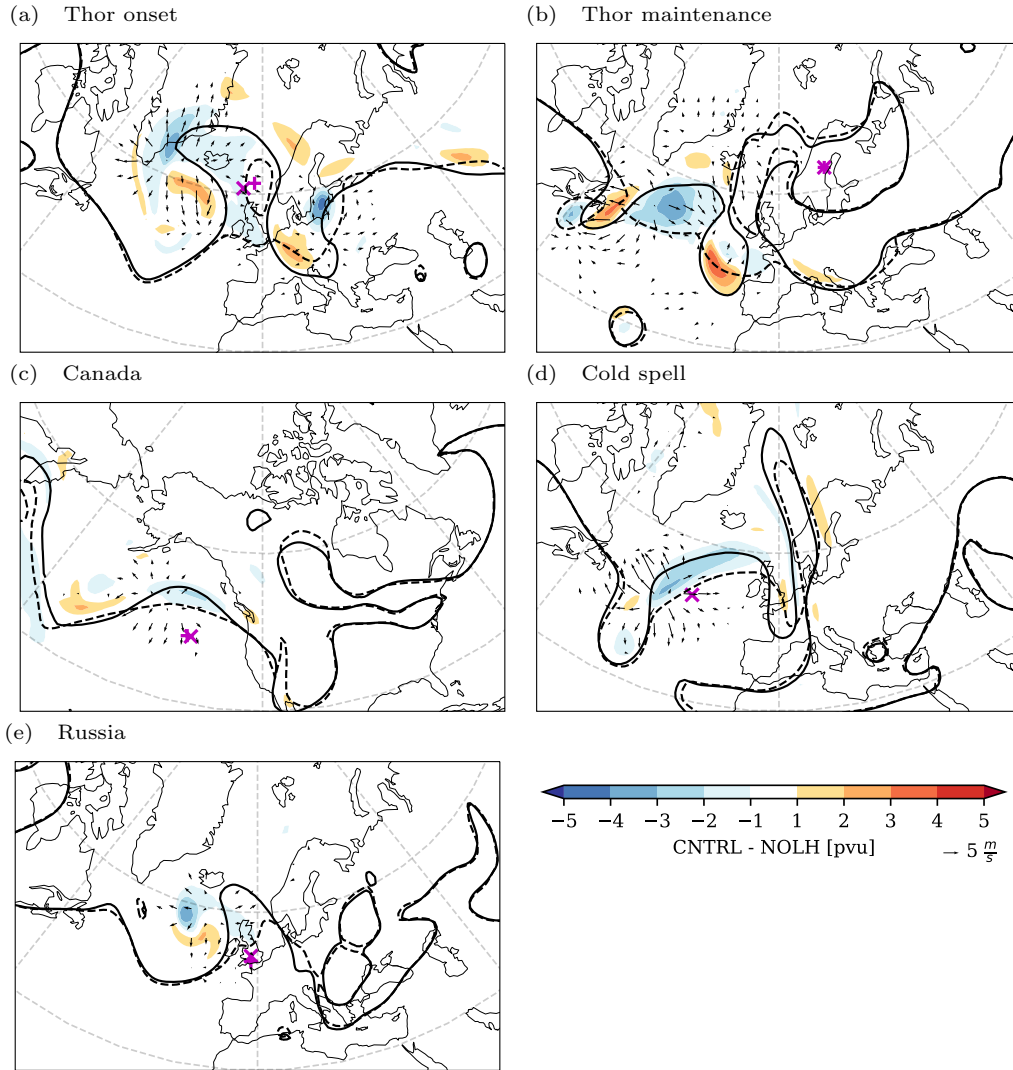 (a) Thor onset
(b) Thor maintenance
(c) Canada
(d) Cold spell
(e) Russia
−5 −4 −3 −2 −1 1 2 3 4 5
CNTRL - NOLH [pvu]
→ 5 m/s